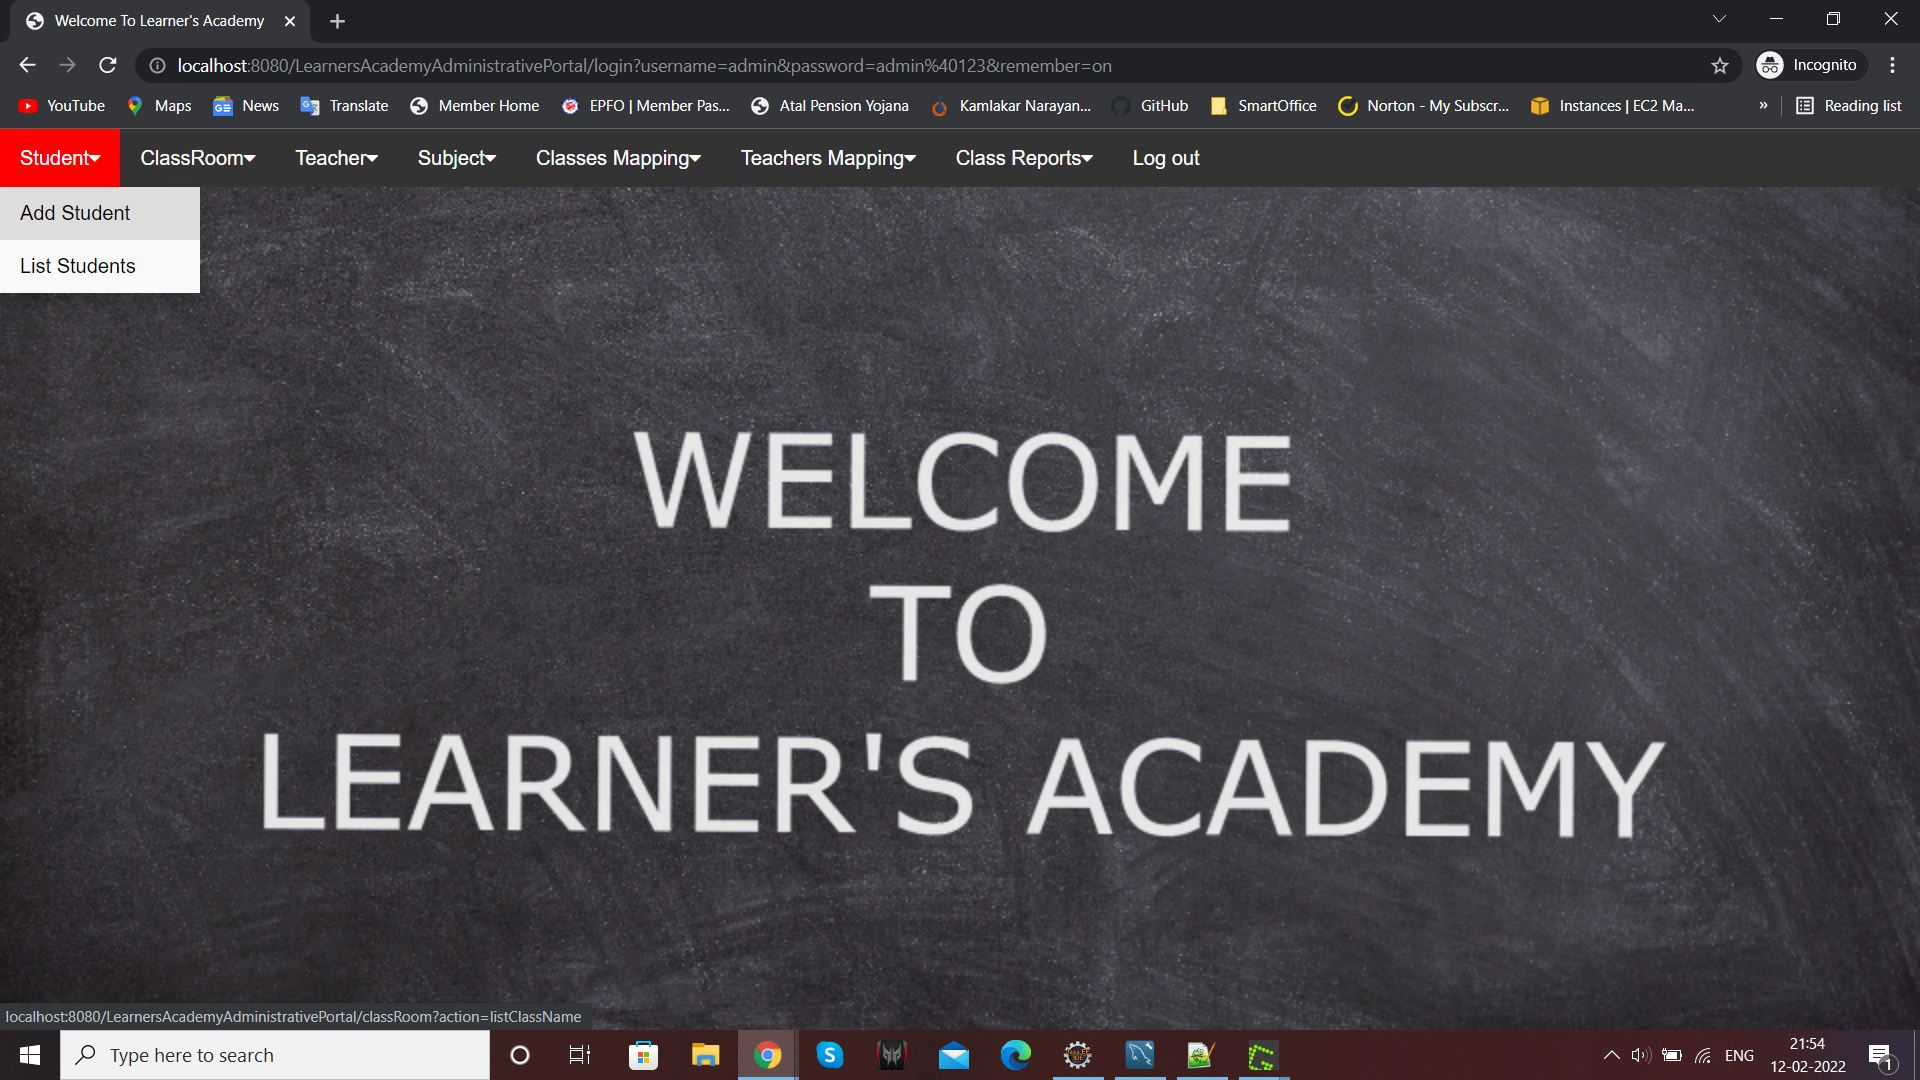 Welcome To Learner's Academy
localhost:8080/LearnersAcademyAdministrativePortal/login?username=admin&password=admin%40123&remember=on
Incognito
YouTube Maps News Translate Member Home EPFO | Member Pas... Atal Pension Yojana Kamlakar Narayan... GitHub SmartOffice Norton - My Subscr... Instances | EC2 Ma... » Reading list
Student ClassRoom Teacher Subject Classes Mapping Teachers Mapping Class Reports Log out
Add Student
List Students
WELCOME
TO
LEARNER'S ACADEMY
localhost:8080/LearnersAcademyAdministrativePortal/classRoom?action=listClassName
Type here to search
ENG
21:54
12-02-2022
1